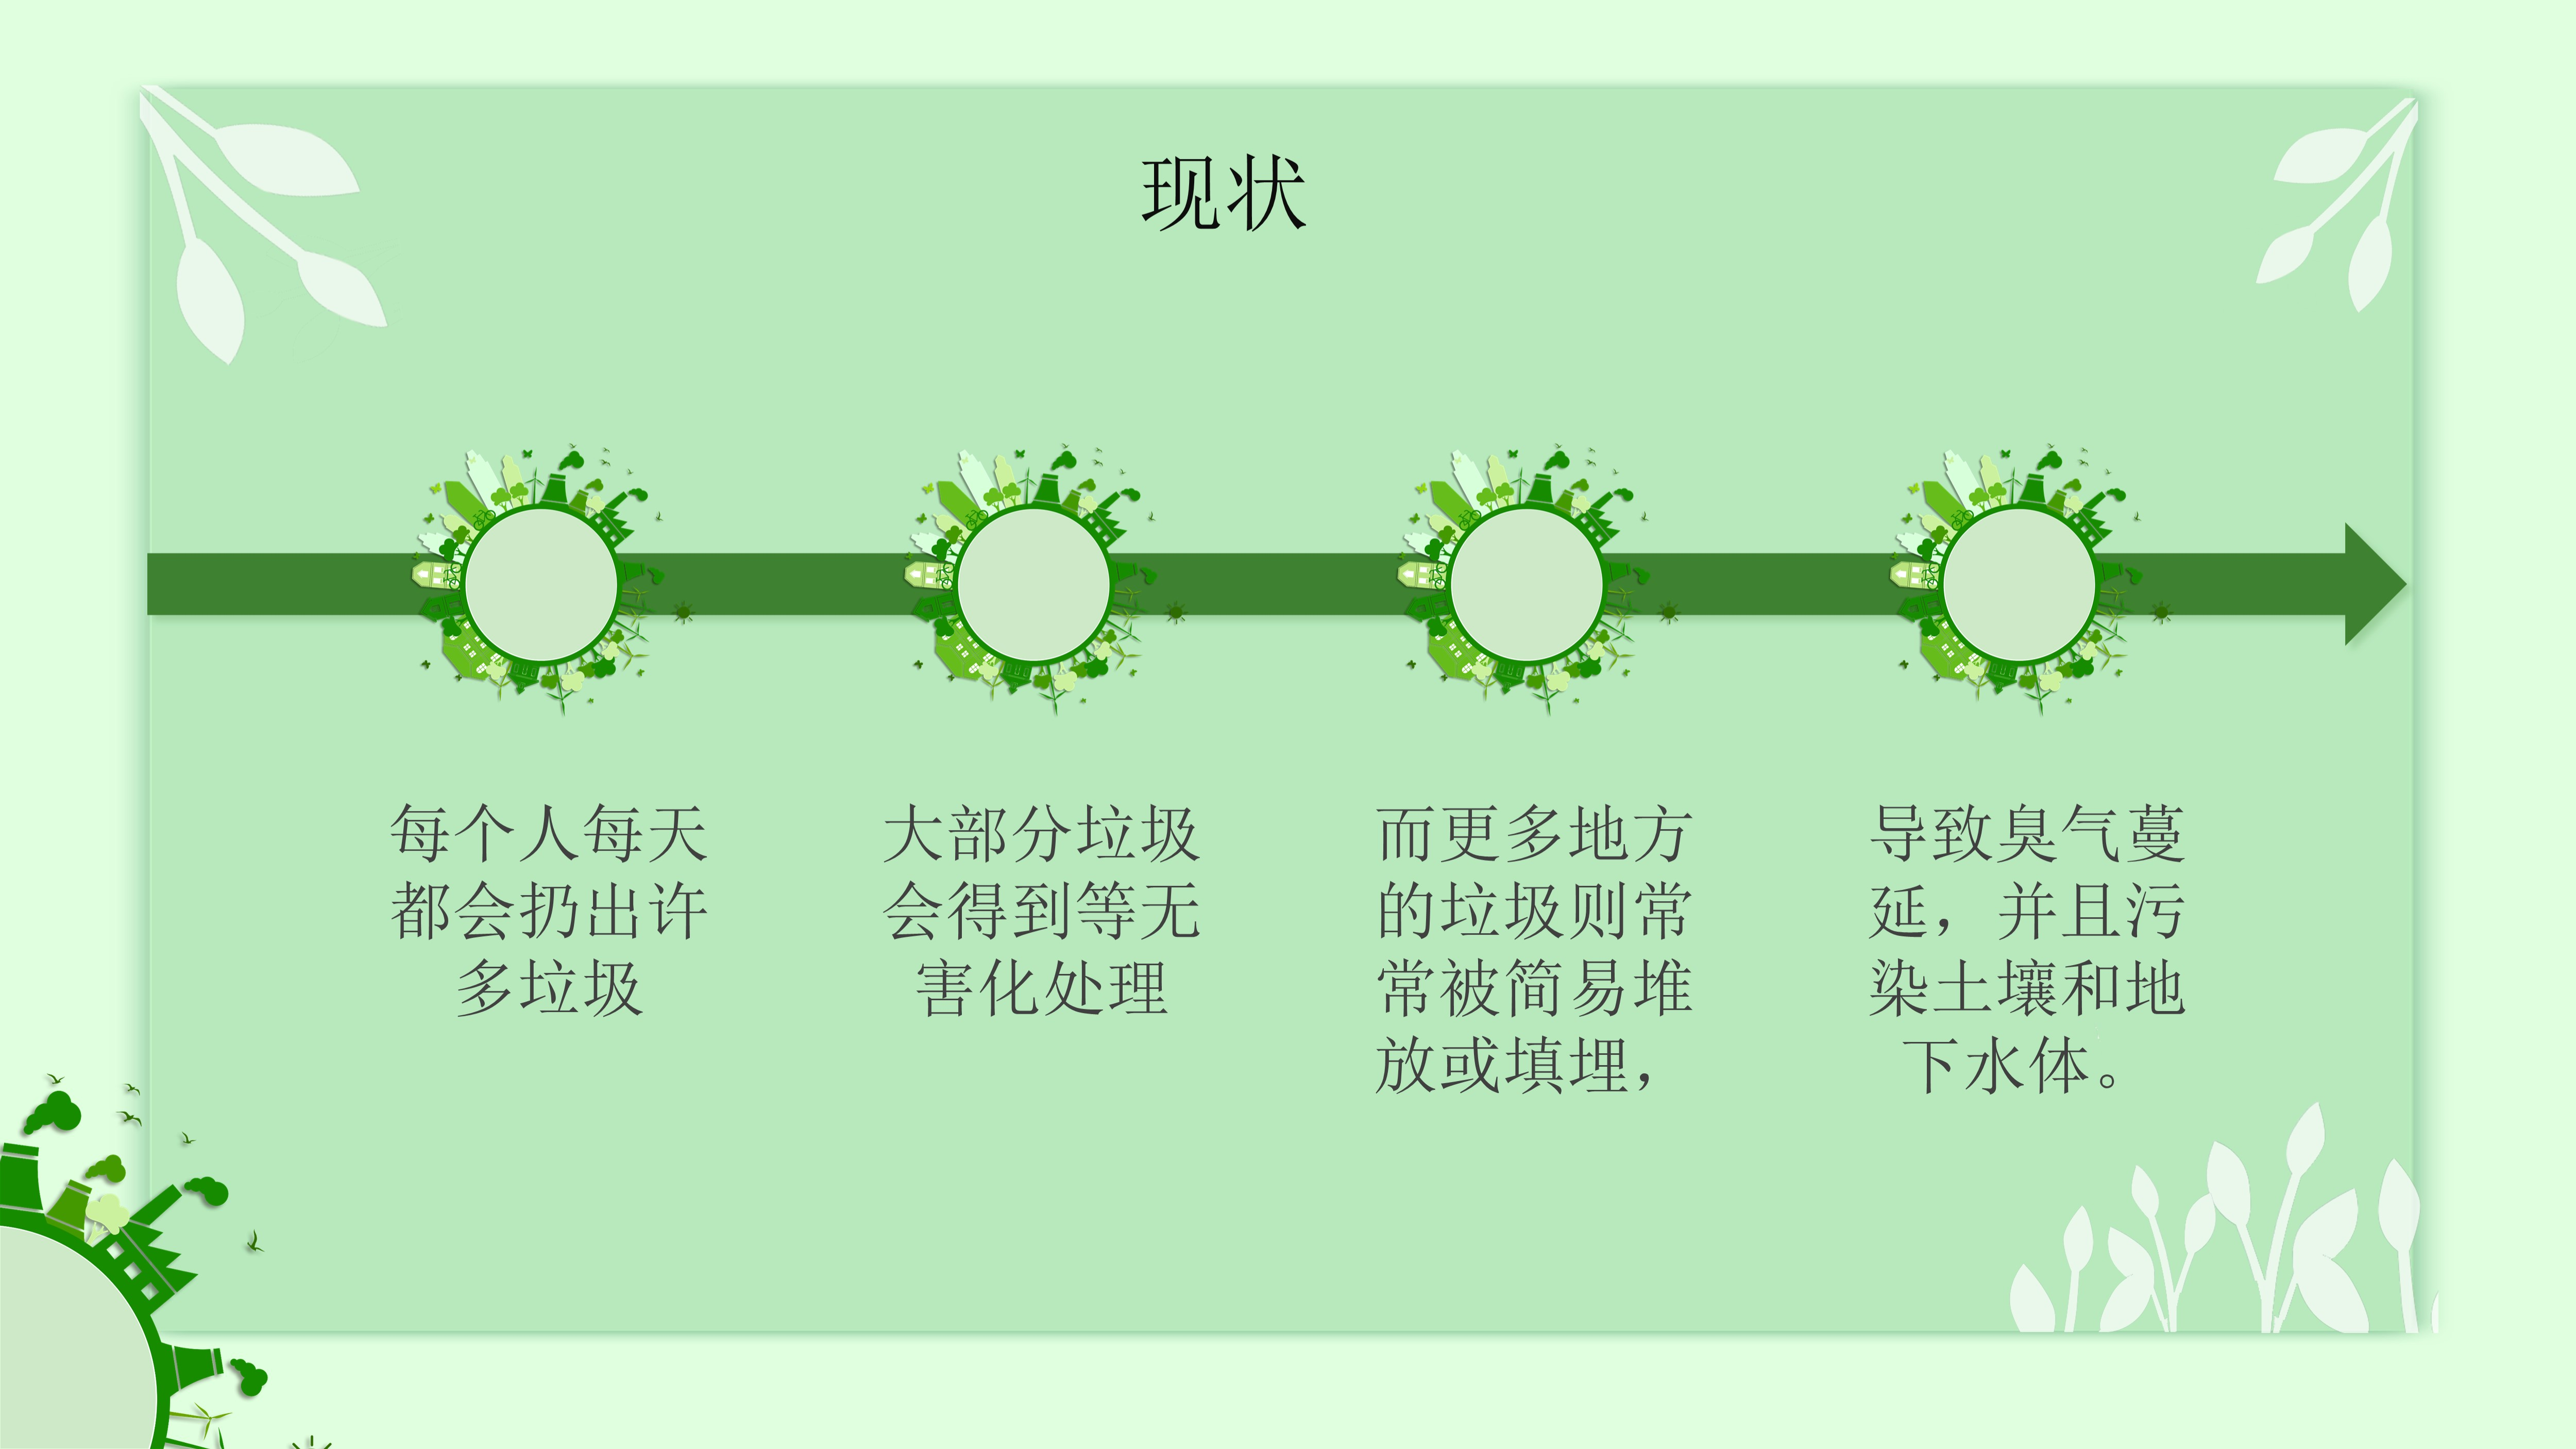 现状
每个人每天
都会扔出许
多垃圾
大部分垃圾
会得到等无
害化处理
而更多地方
的垃圾则常
常被简易堆
放或填埋，
导致臭气蔓
延，并且污
染土壤和地
下水体。